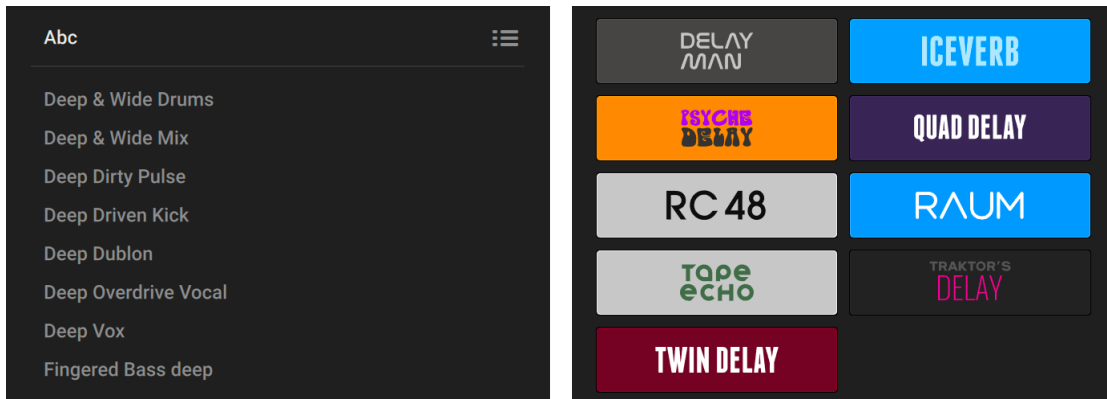 Abc
Deep & Wide Drums
Deep & Wide Mix
Deep Dirty Pulse
Deep Driven Kick
Deep Dublon
Deep Overdrive Vocal
Deep Vox
Fingered Bass deep
DELAY
MAN
ICEVERB
PSYCHE
DELAY
QUAD DELAY
RC 48
RAUM
TAPE
ECHO
TRAKTOR'S
DELAY
TWIN DELAY